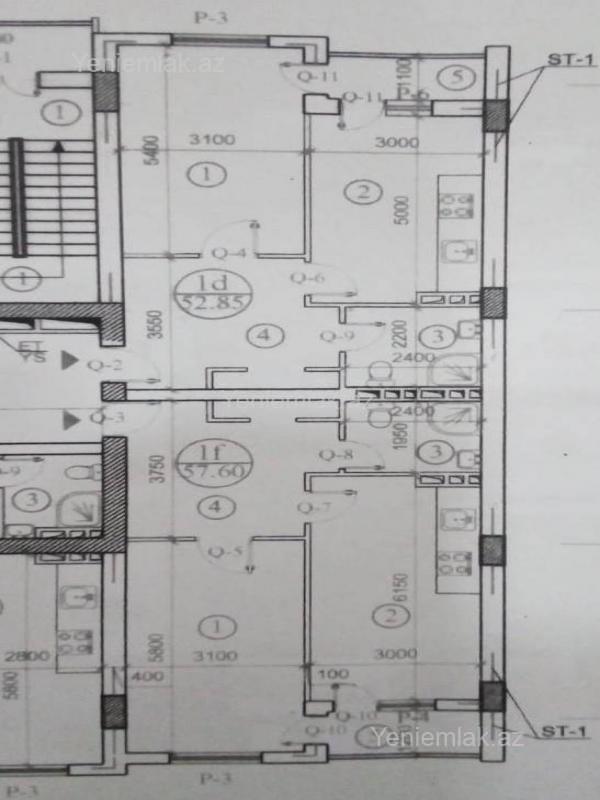 P-3
Yeniemlak.az
Q-11
1100
5
ST-1
Q-11
P-6
1
5400
3100
3000
1
2
5000
Q-4
1
Q-6
1d
52.85
3550
4
Q-9
2200
3
ET
YS
Q-2
2400
Yeniemlak.az
Q-3
2400
1f
57.60
1950
3
3750
Q-8
3
4
Q-7
Q-5
6150
1
2
2800
5800
3100
3000
5800
400
100
Q-10
P-4
Q-10
Yeniemlak.az
ST-1
P-3
P-3